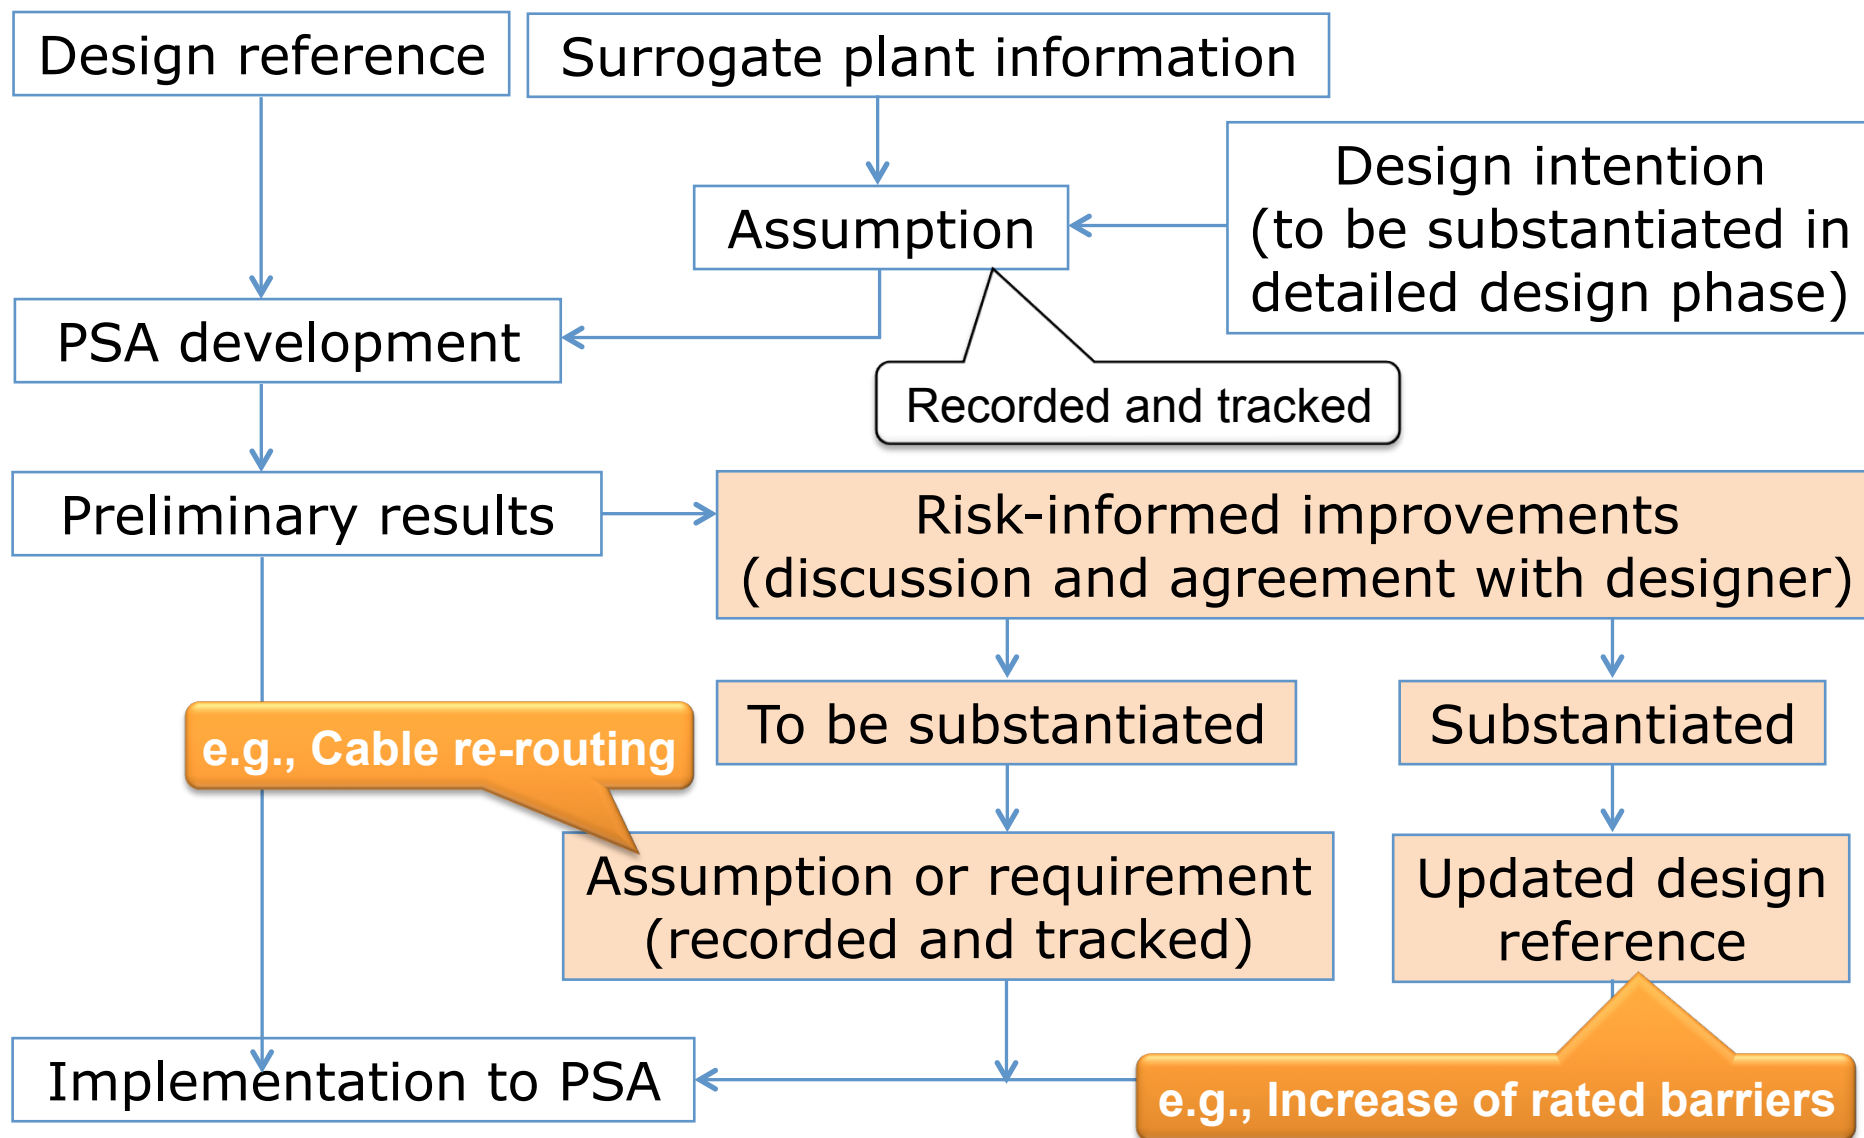 Design reference
Surrogate plant information
Design intention
(to be substantiated in
detailed design phase)
Assumption
PSA development
Recorded and tracked
Preliminary results
Risk-informed improvements
(discussion and agreement with designer)
To be substantiated
Substantiated
e.g., Cable re-routing
Assumption or requirement
(recorded and tracked)
Updated design
reference
Implementation to PSA
e.g., Increase of rated barriers